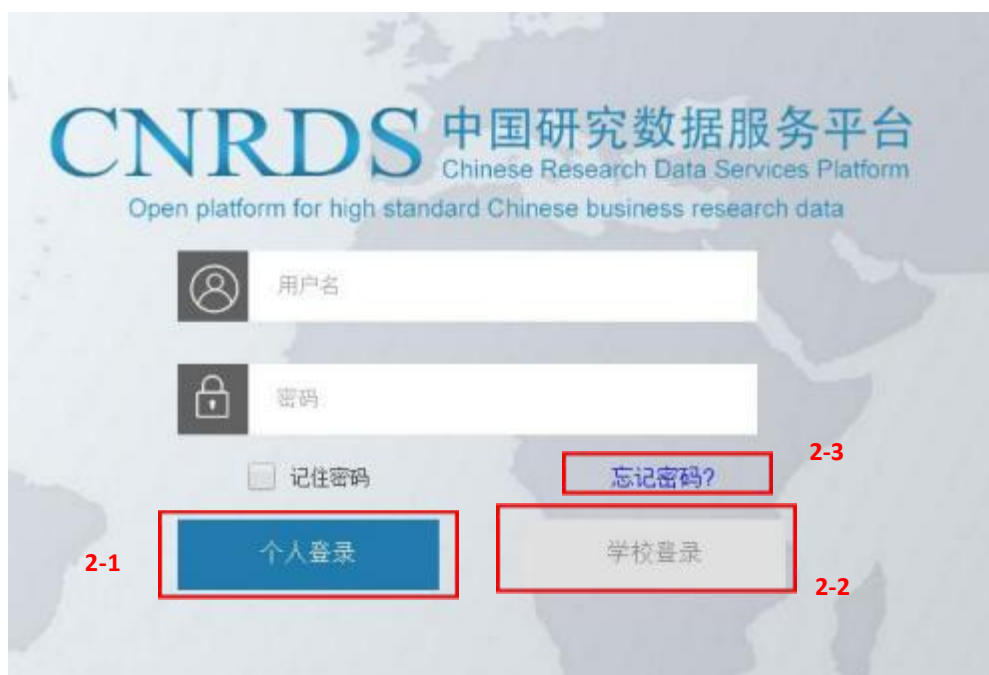 CNRDS 中国研究数据服务平台
Chinese Research Data Services Platform
Open platform for high standard Chinese business research data
用户名
密码
记住密码 忘记密码? 2-3
2-1 个人登录 学校登录 2-2